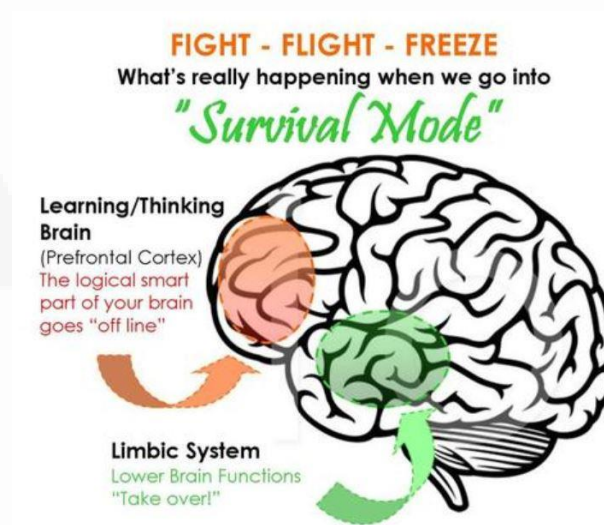 FIGHT - FLIGHT - FREEZE
What's really happening when we go into
"Survival Mode"
Learning/Thinking
Brain
(Prefrontal Cortex)
The logical smart
part of your brain
goes "off line"
Limbic System
Lower Brain Functions
"Take over!"